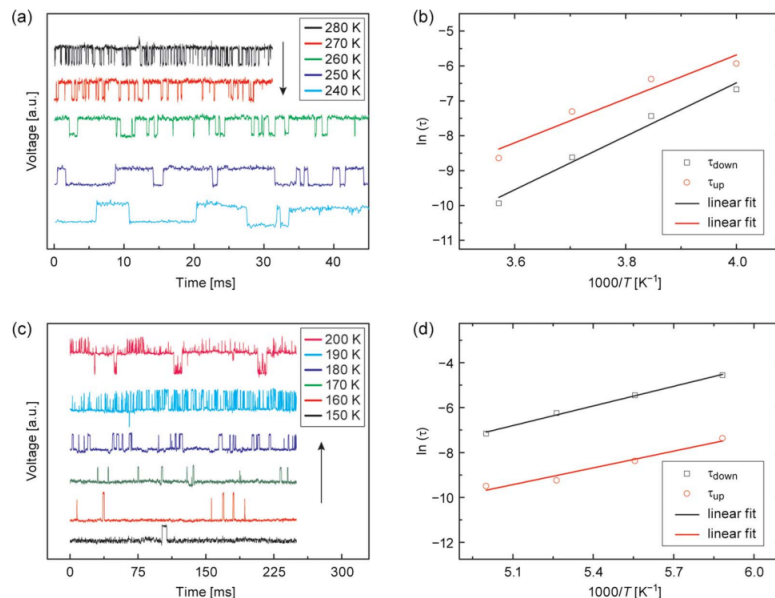 (a)
Voltage [a.u.]
280 K
270 K
260 K
250 K
240 K
0
10
20
30
40
Time [ms]
(b)
ln (τ)
−5
−6
−7
−8
−9
−10
−11
τdown
τup
linear fit
linear fit
3.6
3.8
4.0
1000/T [K⁻¹]
(c)
Voltage [a.u.]
200 K
190 K
180 K
170 K
160 K
150 K
0
75
150
225
300
Time [ms]
(d)
ln (τ)
−4
−6
−8
−10
−12
τdown
τup
linear fit
linear fit
5.1
5.4
5.7
6.0
1000/T [K⁻¹]